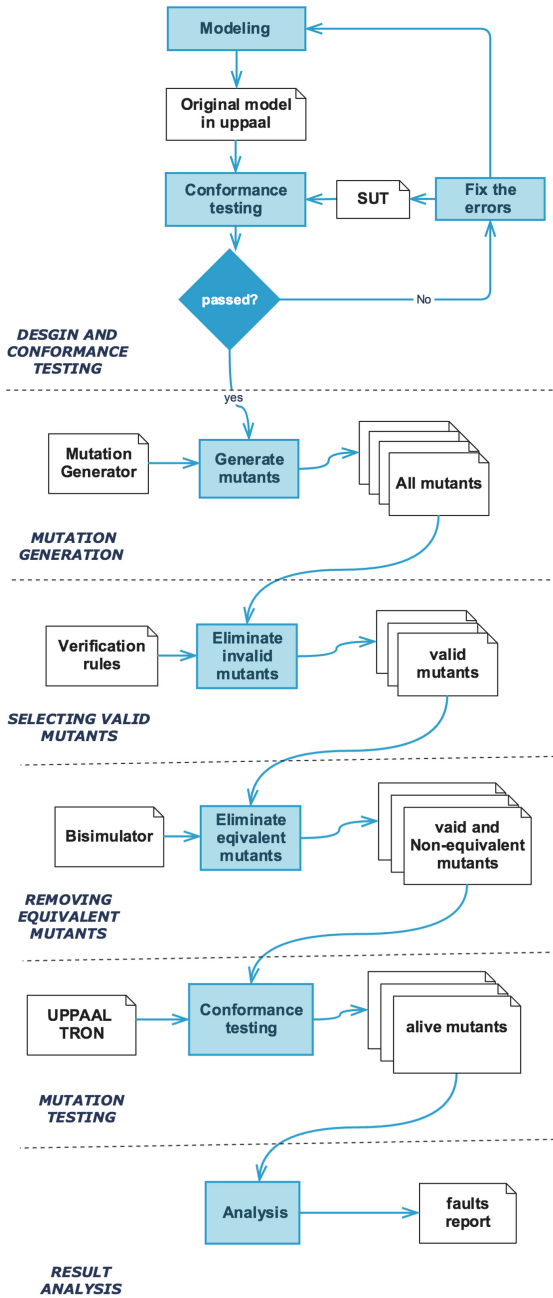 Modeling
Original model
in uppaal
Conformance
testing
SUT
Fix the
errors
passed?
No
DESGIN AND
CONFORMANCE
TESTING
yes
Mutation
Generator
Generate
mutants
All mutants
MUTATION
GENERATION
Verification
rules
Eliminate
invalid
mutants
valid
mutants
SELECTING VALID
MUTANTS
Bisimulator
Eliminate
eqivalent
mutants
vaid and
Non-equivalent
mutants
REMOVING
EQUIVALENT
MUTANTS
UPPAAL
TRON
Conformance
testing
alive mutants
MUTATION
TESTING
Analysis
faults
report
RESULT
ANALYSIS